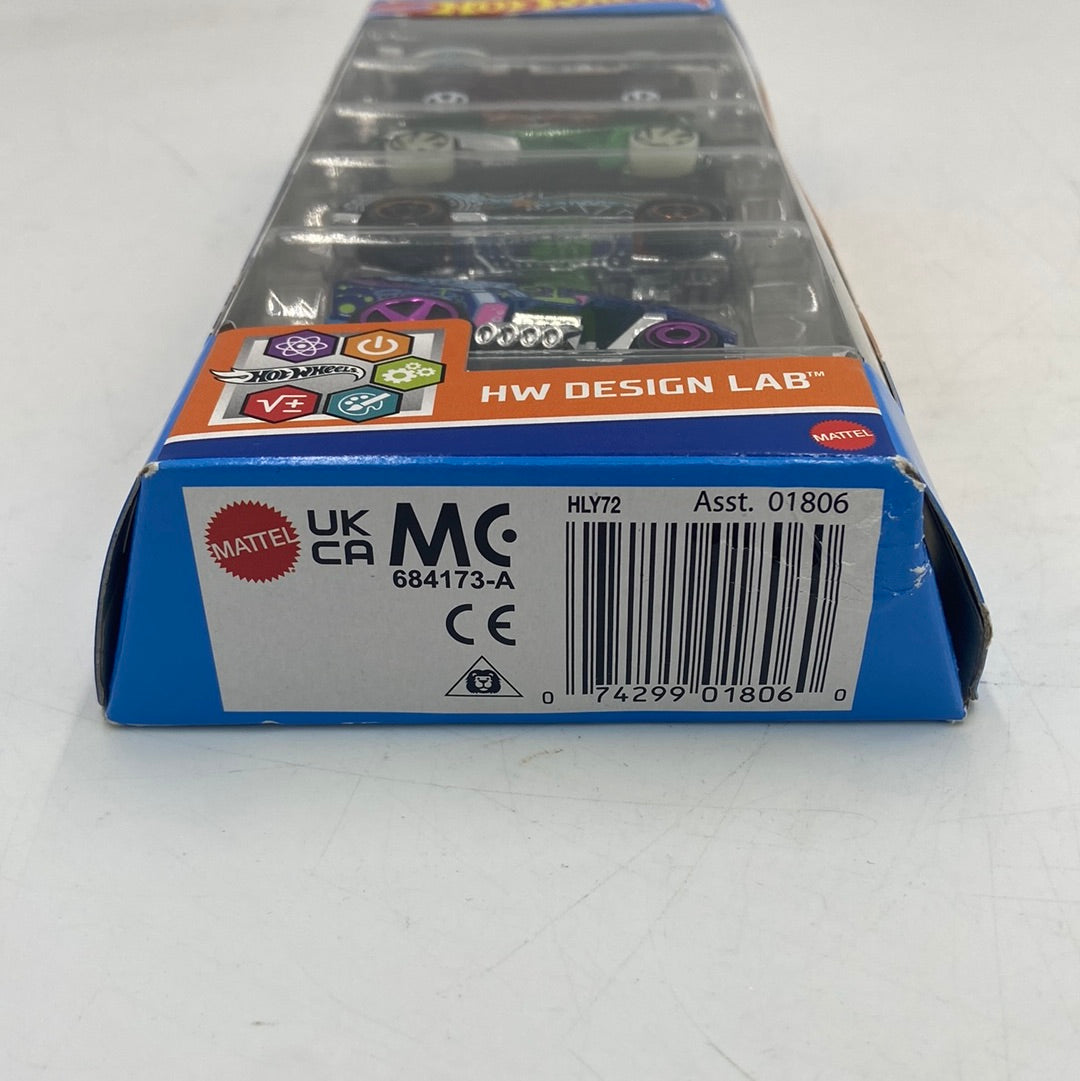 HOT WHEELS
√±
HW DESIGN LAB™
MATTEL
MATTEL
UK
CA
MC
684173-A
CE
HLY72
Asst. 01806
0 74299 01806 0